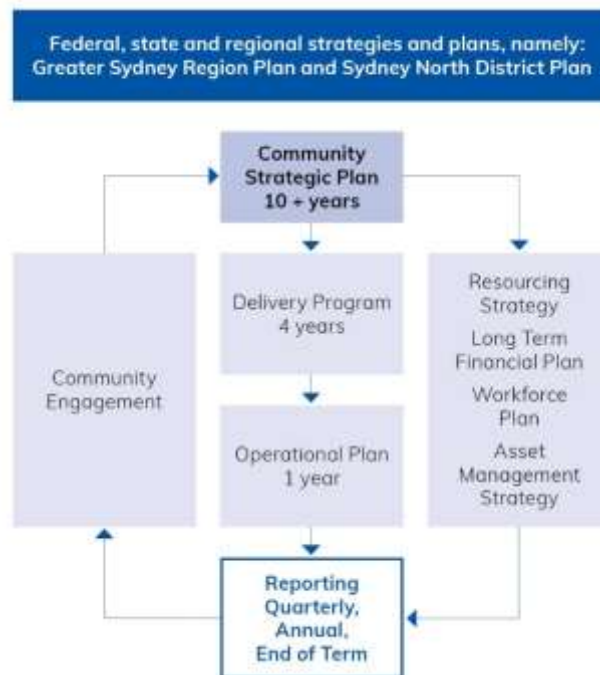 Federal, state and regional strategies and plans, namely:
Greater Sydney Region Plan and Sydney North District Plan
Community
Strategic Plan
10 + years
Community
Engagement
Delivery Program
4 years
Operational Plan
1 year
Resourcing
Strategy
Long Term
Financial Plan
Workforce
Plan
Asset
Management
Strategy
Reporting
Quarterly,
Annual,
End of Term